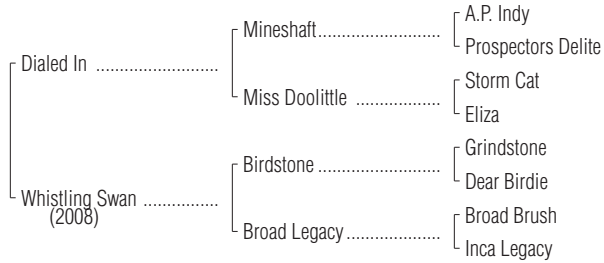 A.P. Indy
Mineshaft
Prospectors Delite
Dialed In
Storm Cat
Miss Doolittle
Eliza
Grindstone
Birdstone
Dear Birdie
Whistling Swan
(2008)
Broad Brush
Broad Legacy
Inca Legacy